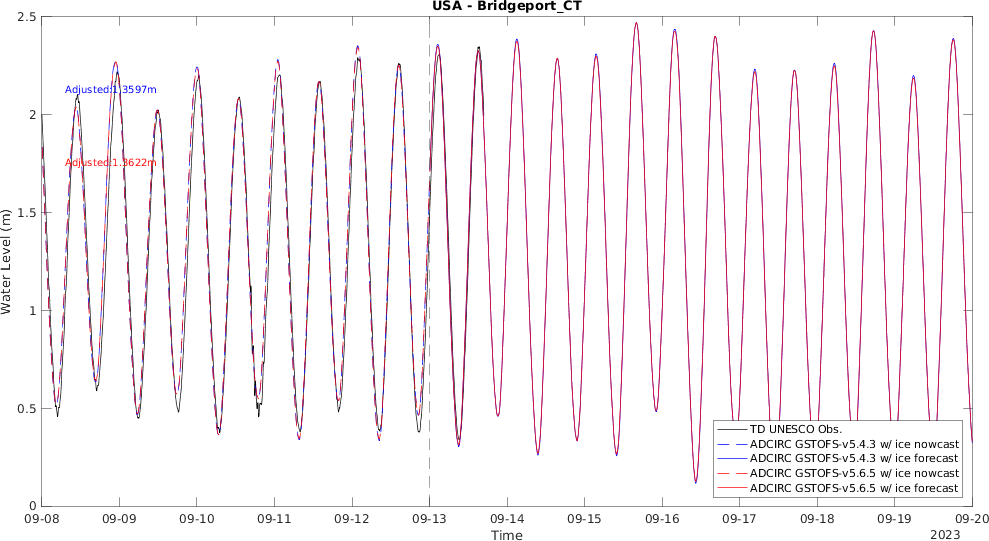 USA - Bridgeport_CT
2.5
2
1.5
1
0.5
0
Water Level (m)
Adjusted:1.3597m
Adjusted:1.3622m
TD UNESCO Obs.
ADCIRC GSTOFS-v5.4.3 w/ ice nowcast
ADCIRC GSTOFS-v5.4.3 w/ ice forecast
ADCIRC GSTOFS-v5.6.5 w/ ice nowcast
ADCIRC GSTOFS-v5.6.5 w/ ice forecast
09-08 09-09 09-10 09-11 09-12 09-13 09-14 09-15 09-16 09-17 09-18 09-19 09-20
Time
2023